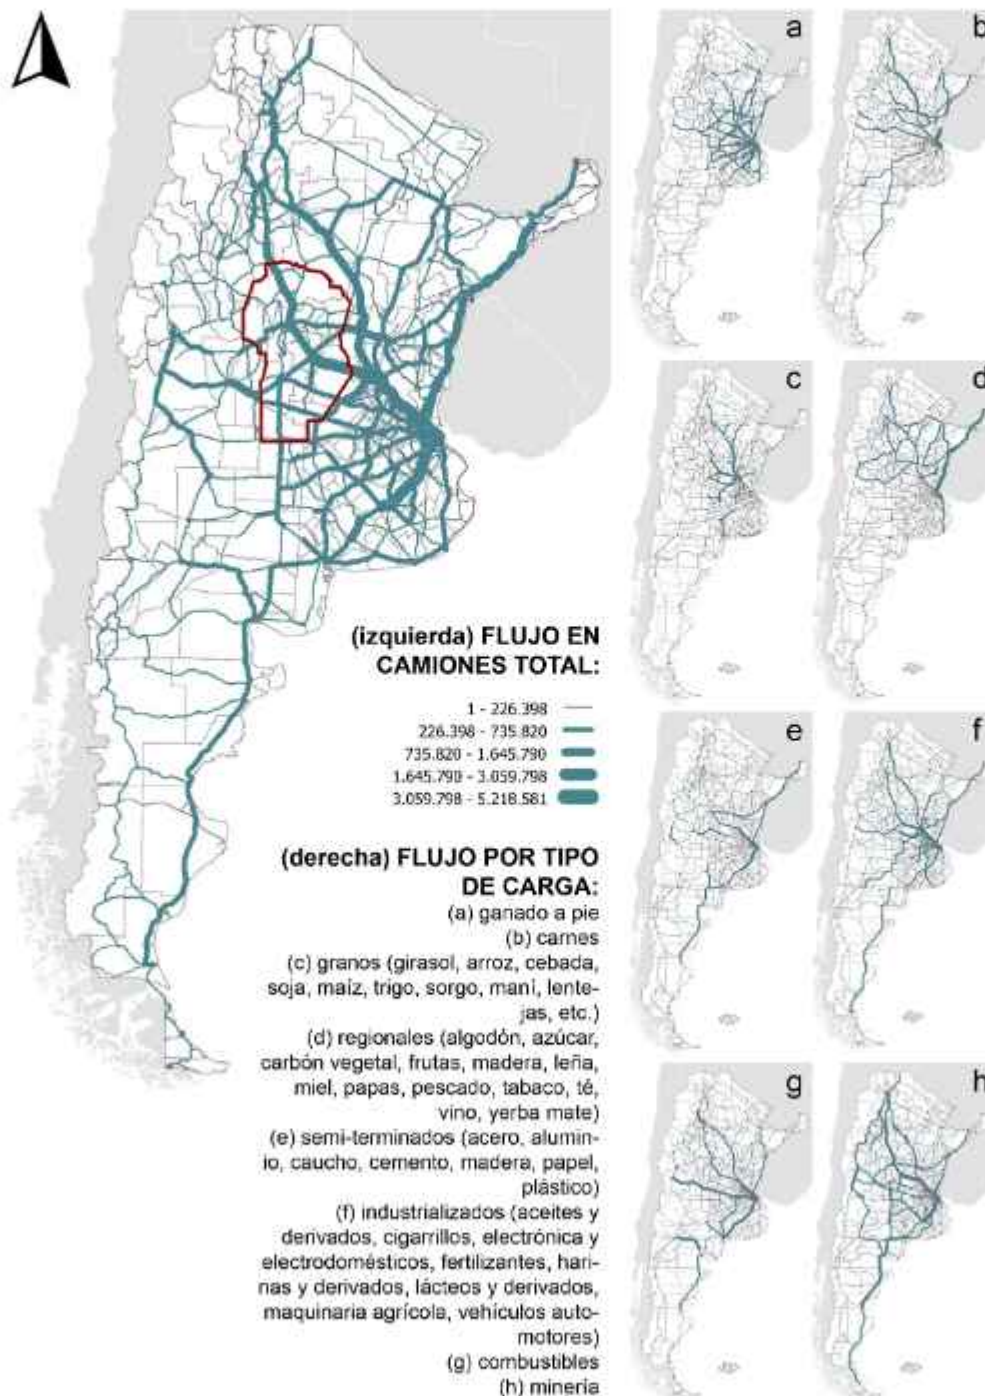 a
b
c
d
e
f
g
h
(izquierda) FLUJO EN
CAMIONES TOTAL:
1 - 226.398
226.398 - 735.820
735.820 - 1.645.790
1.645.790 - 3.059.798
3.059.798 - 5.218.581
(derecha) FLUJO POR TIPO
DE CARGA:
(a) ganado a pie
(b) carnes
(c) granos (girasol, arroz, cebada,
soja, maíz, trigo, sorgo, maní, lente-
jas, etc.)
(d) regionales (algodón, azúcar,
carbón vegetal, frutas, madera, leña,
miel, papas, pescado, tabaco, té,
vino, yerba mate)
(e) semi-terminados (acero, alumin-
io, caucho, cemento, madera, papel,
plástico)
(f) industrializados (aceites y
derivados, cigarrillos, electrónica y
electrodomésticos, fertilizantes, hari-
nas y derivados, lácteos y derivados,
maquinaria agrícola, vehículos auto-
motores)
(g) combustibles
(h) minería